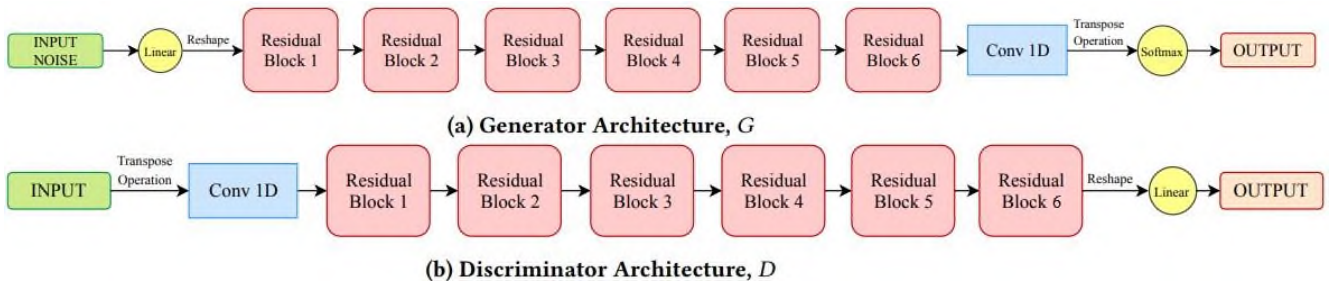 INPUT
NOISE
Linear
Reshape
Residual
Block 1
Residual
Block 2
Residual
Block 3
Residual
Block 4
Residual
Block 5
Residual
Block 6
Conv 1D
Transpose
Operation
Softmax
OUTPUT
(a) Generator Architecture, G
INPUT
Transpose
Operation
Conv 1D
Residual
Block 1
Residual
Block 2
Residual
Block 3
Residual
Block 4
Residual
Block 5
Residual
Block 6
Reshape
Linear
OUTPUT
(b) Discriminator Architecture, D